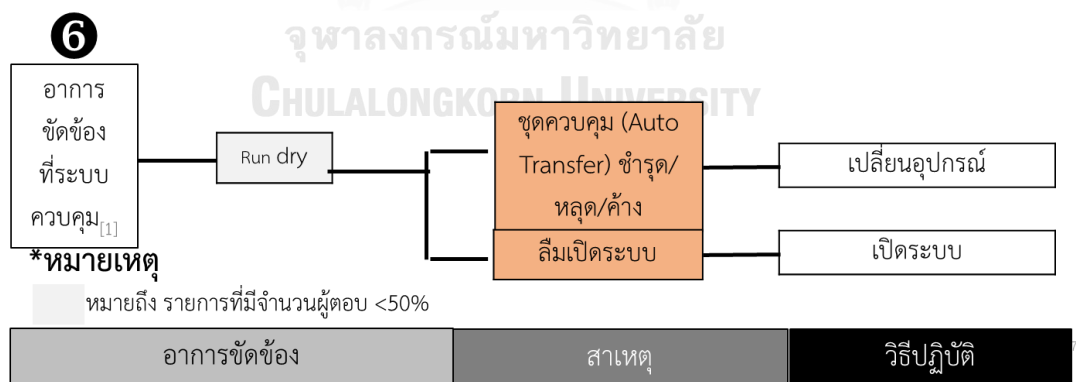 6
จุฬาลงกรณ์มหาวิทยาลัย
CHULALONGKORN UNIVERSITY
อาการ
ขัดข้อง
ที่ระบบ
ควบคุม[1]
Run dry
ชุดควบคุม (Auto
Transfer) ชำรุด/
หลุด/ค้าง
เปลี่ยนอุปกรณ์
ลืมเปิดระบบ
เปิดระบบ
*หมายเหตุ
หมายถึง รายการที่มีจำนวนผู้ตอบ <50%
อาการขัดข้อง
สาเหตุ
วิธีปฏิบัติ
7